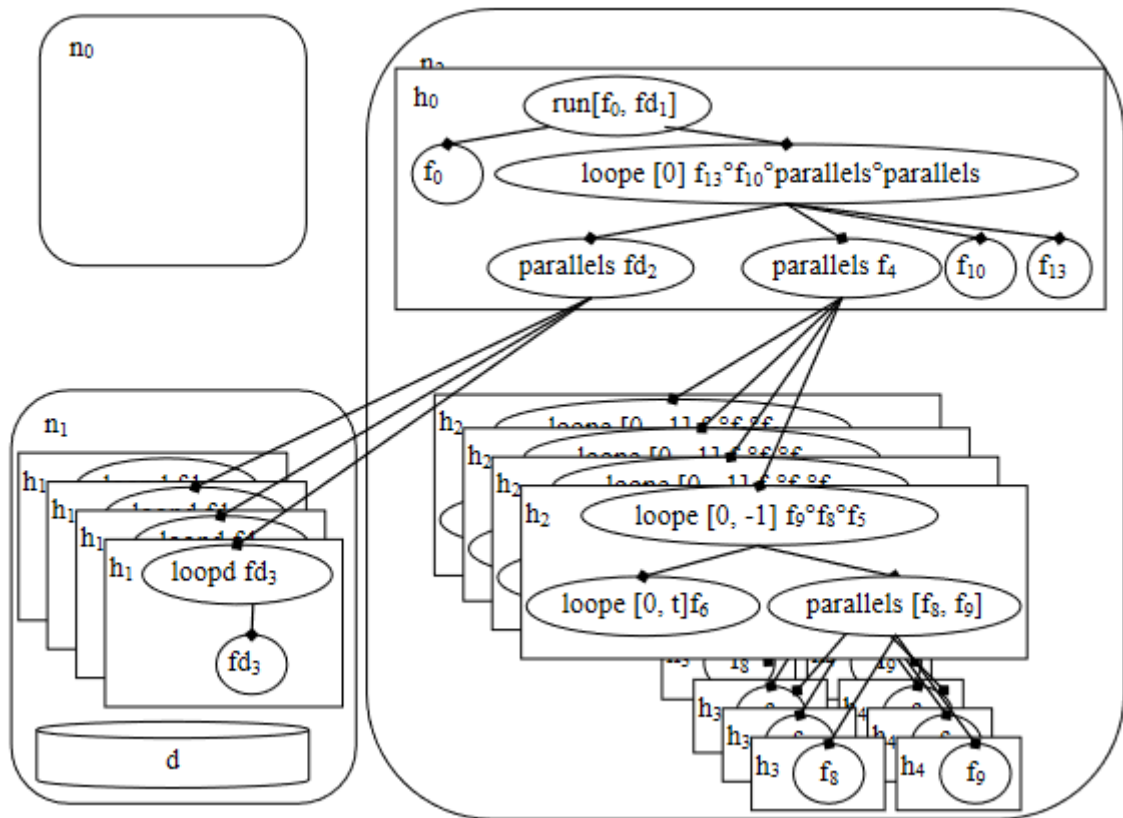 n₀
h₀
run[f₀, fd₁]
f₀
loope [0] f₁₃°f₁₀°parallels°parallels
parallels fd₂
parallels f₄
f₁₀
f₁₃
n₁
h₁
h₁
h₁
h₁
loopd fd₃
fd₃
d
h₂
h₂
h₂
h₂
loope [0, -1] f₉°f₈°f₅
loope [0, t]f₆
parallels [f₈, f₉]
f₈
f₉
h₃
h₄
h₃
h₄
h₃
f₈
h₄
f₉